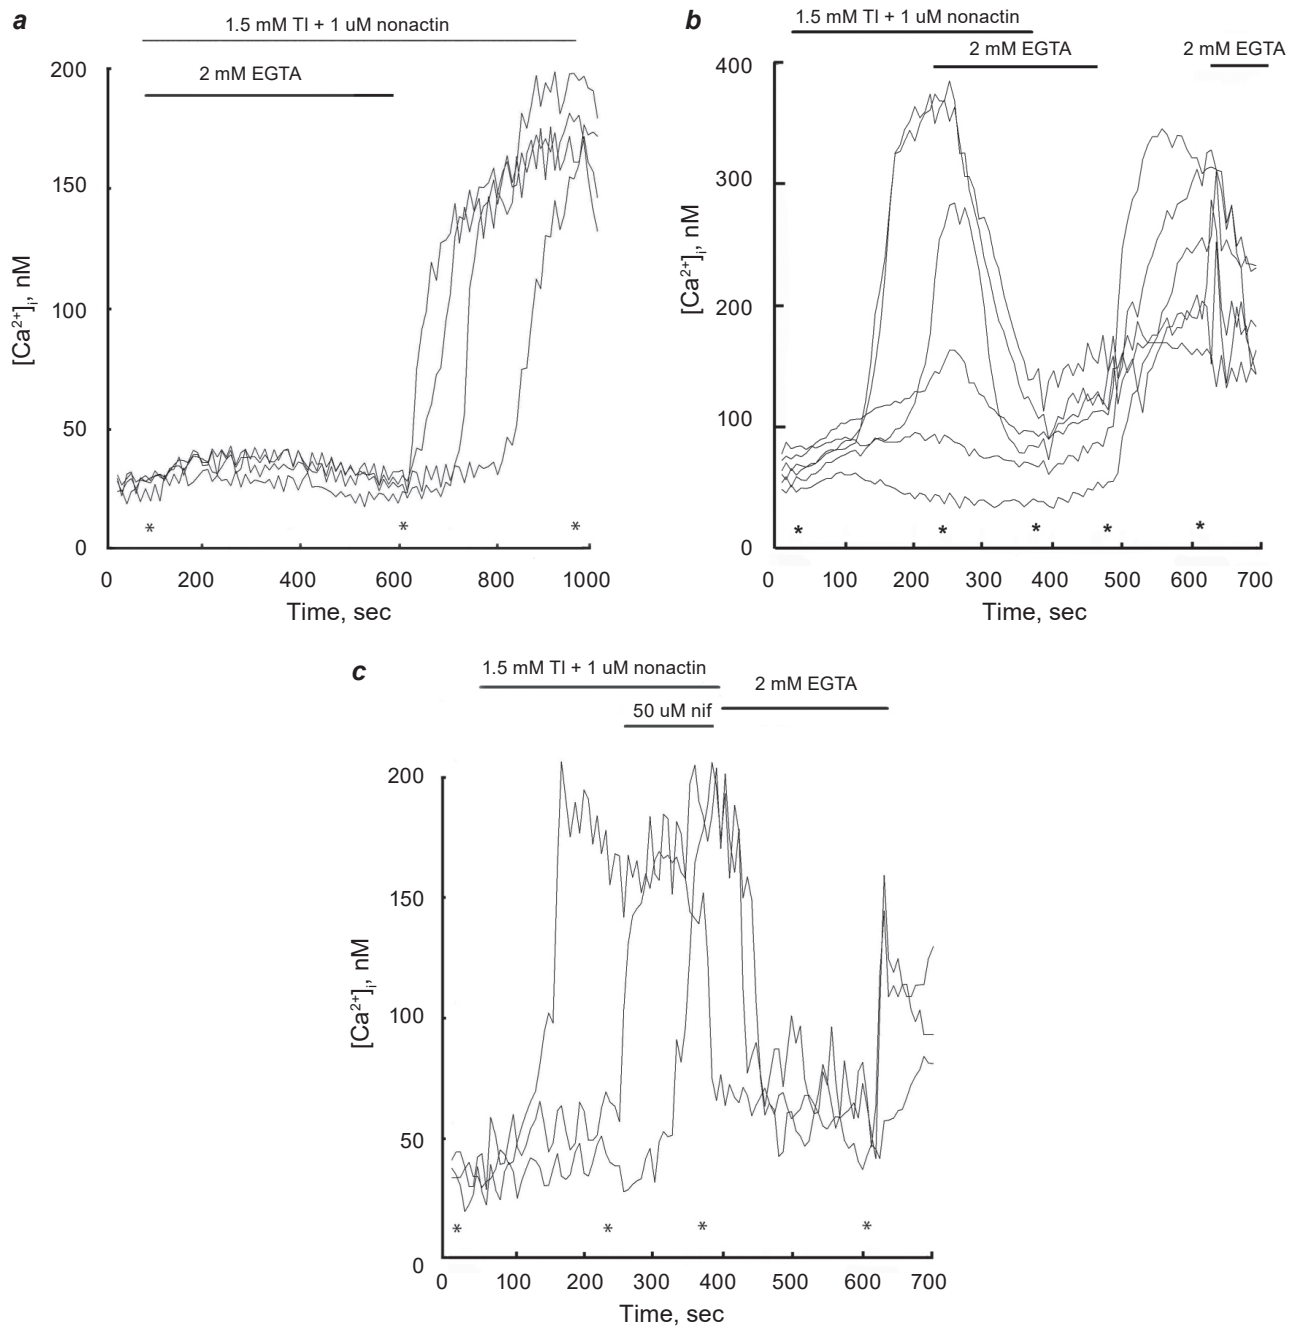 a
1.5 mM Tl + 1 uM nonactin
2 mM EGTA
200
150
100
50
0
[Ca2+]i, nM
*
*
*
0 200 400 600 800 1000
Time, sec
b
1.5 mM Tl + 1 uM nonactin
2 mM EGTA
2 mM EGTA
400
300
200
100
0
[Ca2+]i, nM
*
*
*
*
*
0 100 200 300 400 500 600 700
Time, sec
c
1.5 mM Tl + 1 uM nonactin
2 mM EGTA
50 uM nif
200
150
100
50
0
[Ca2+]i, nM
*
*
*
*
0 100 200 300 400 500 600 700
Time, sec